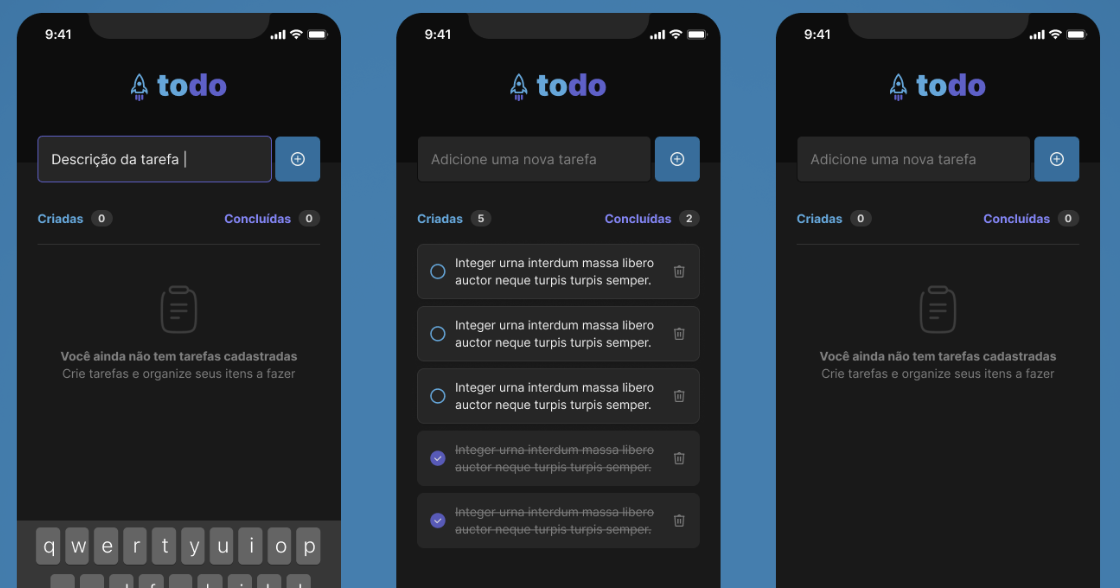 9:41
todo
Descrição da tarefa
Criadas 0
Concluídas 0
Você ainda não tem tarefas cadastradas
Crie tarefas e organize seus itens a fazer
q w e r t y u i o p
9:41
todo
Adicione uma nova tarefa
Criadas 5
Concluídas 2
Integer urna interdum massa libero
auctor neque turpis turpis semper.
Integer urna interdum massa libero
auctor neque turpis turpis semper.
Integer urna interdum massa libero
auctor neque turpis turpis semper.
Integer urna interdum massa libero
auctor neque turpis turpis semper.
Integer urna interdum massa libero
auctor neque turpis turpis semper.
9:41
todo
Adicione uma nova tarefa
Criadas 0
Concluídas 0
Você ainda não tem tarefas cadastradas
Crie tarefas e organize seus itens a fazer